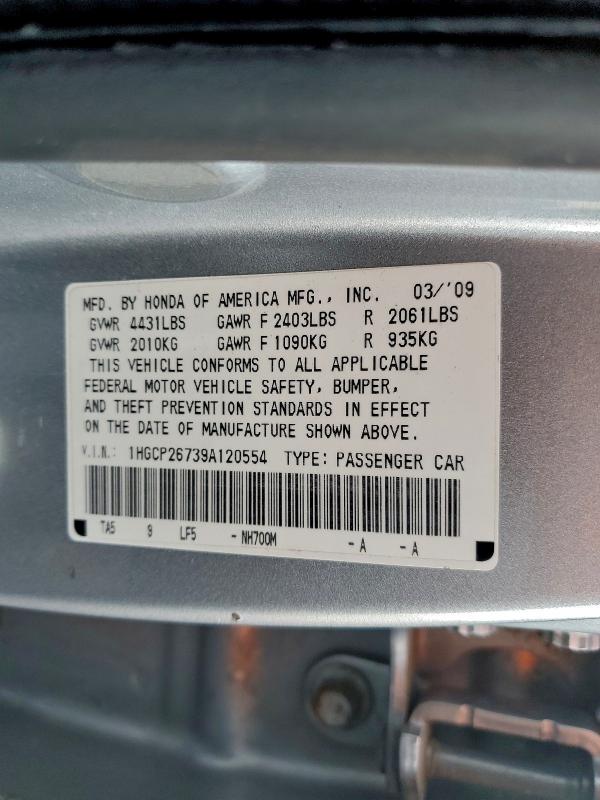 MFD. BY HONDA OF AMERICA MFG., INC. 03/'09
GVWR 4431LBS GAWR F 2403LBS R 2061LBS
GVWR 2010KG GAWR F 1090KG R 935KG
THIS VEHICLE CONFORMS TO ALL APPLICABLE
FEDERAL MOTOR VEHICLE SAFETY, BUMPER,
AND THEFT PREVENTION STANDARDS IN EFFECT
ON THE DATE OF MANUFACTURE SHOWN ABOVE.
V.I.N.: 1HGCP26739A120554 TYPE: PASSENGER CAR
TA5 9 LF5 - NH700M - A - A